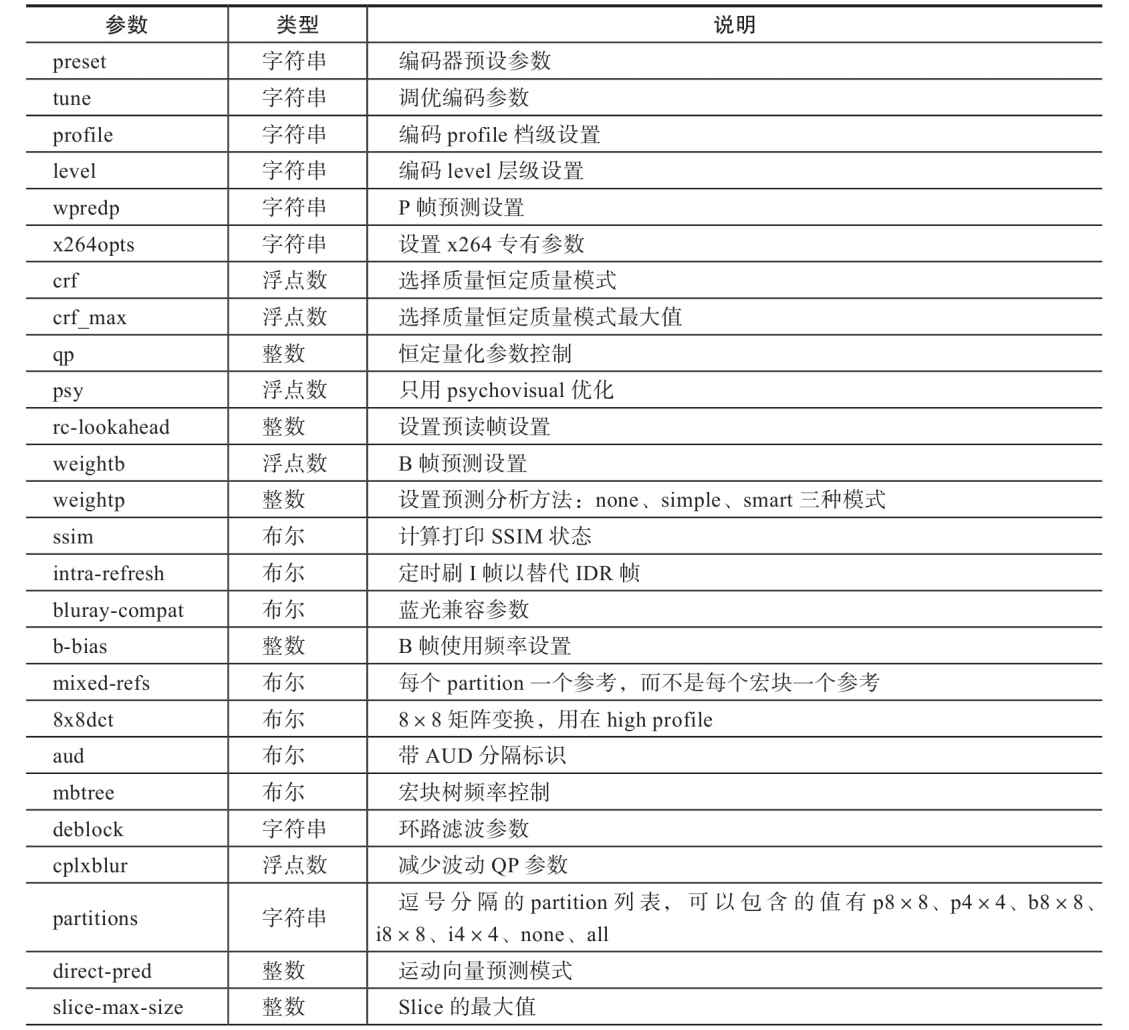 参数 类型 说明
preset 字符串 编码器预设参数
tune 字符串 调优编码参数
profile 字符串 编码 profile 档级设置
level 字符串 编码 level 层级设置
wpredp 字符串 P 帧预测设置
x264opts 字符串 设置 x264 专有参数
crf 浮点数 选择质量恒定质量模式
crf_max 浮点数 选择质量恒定质量模式最大值
qp 整数 恒定量化参数控制
psy 浮点数 只用 psychovisual 优化
rc-lookahead 整数 设置预读帧设置
weightb 浮点数 B 帧预测设置
weightp 整数 设置预测分析方法：none、simple、smart 三种模式
ssim 布尔 计算打印 SSIM 状态
intra-refresh 布尔 定时刷 I 帧以替代 IDR 帧
bluray-compat 布尔 蓝光兼容参数
b-bias 整数 B 帧使用频率设置
mixed-refs 布尔 每个 partition 一个参考，而不是每个宏块一个参考
8x8dct 布尔 8 × 8 矩阵变换，用在 high profile
aud 布尔 带 AUD 分隔标识
mbtree 布尔 宏块树频率控制
deblock 字符串 环路滤波参数
cplxblur 浮点数 减少波动 QP 参数
partitions 字符串 逗号分隔的 partition 列表，可以包含的值有 p8 × 8、p4 × 4、b8 × 8、
i8 × 8、i4 × 4、none、all
direct-pred 整数 运动向量预测模式
slice-max-size 整数 Slice 的最大值